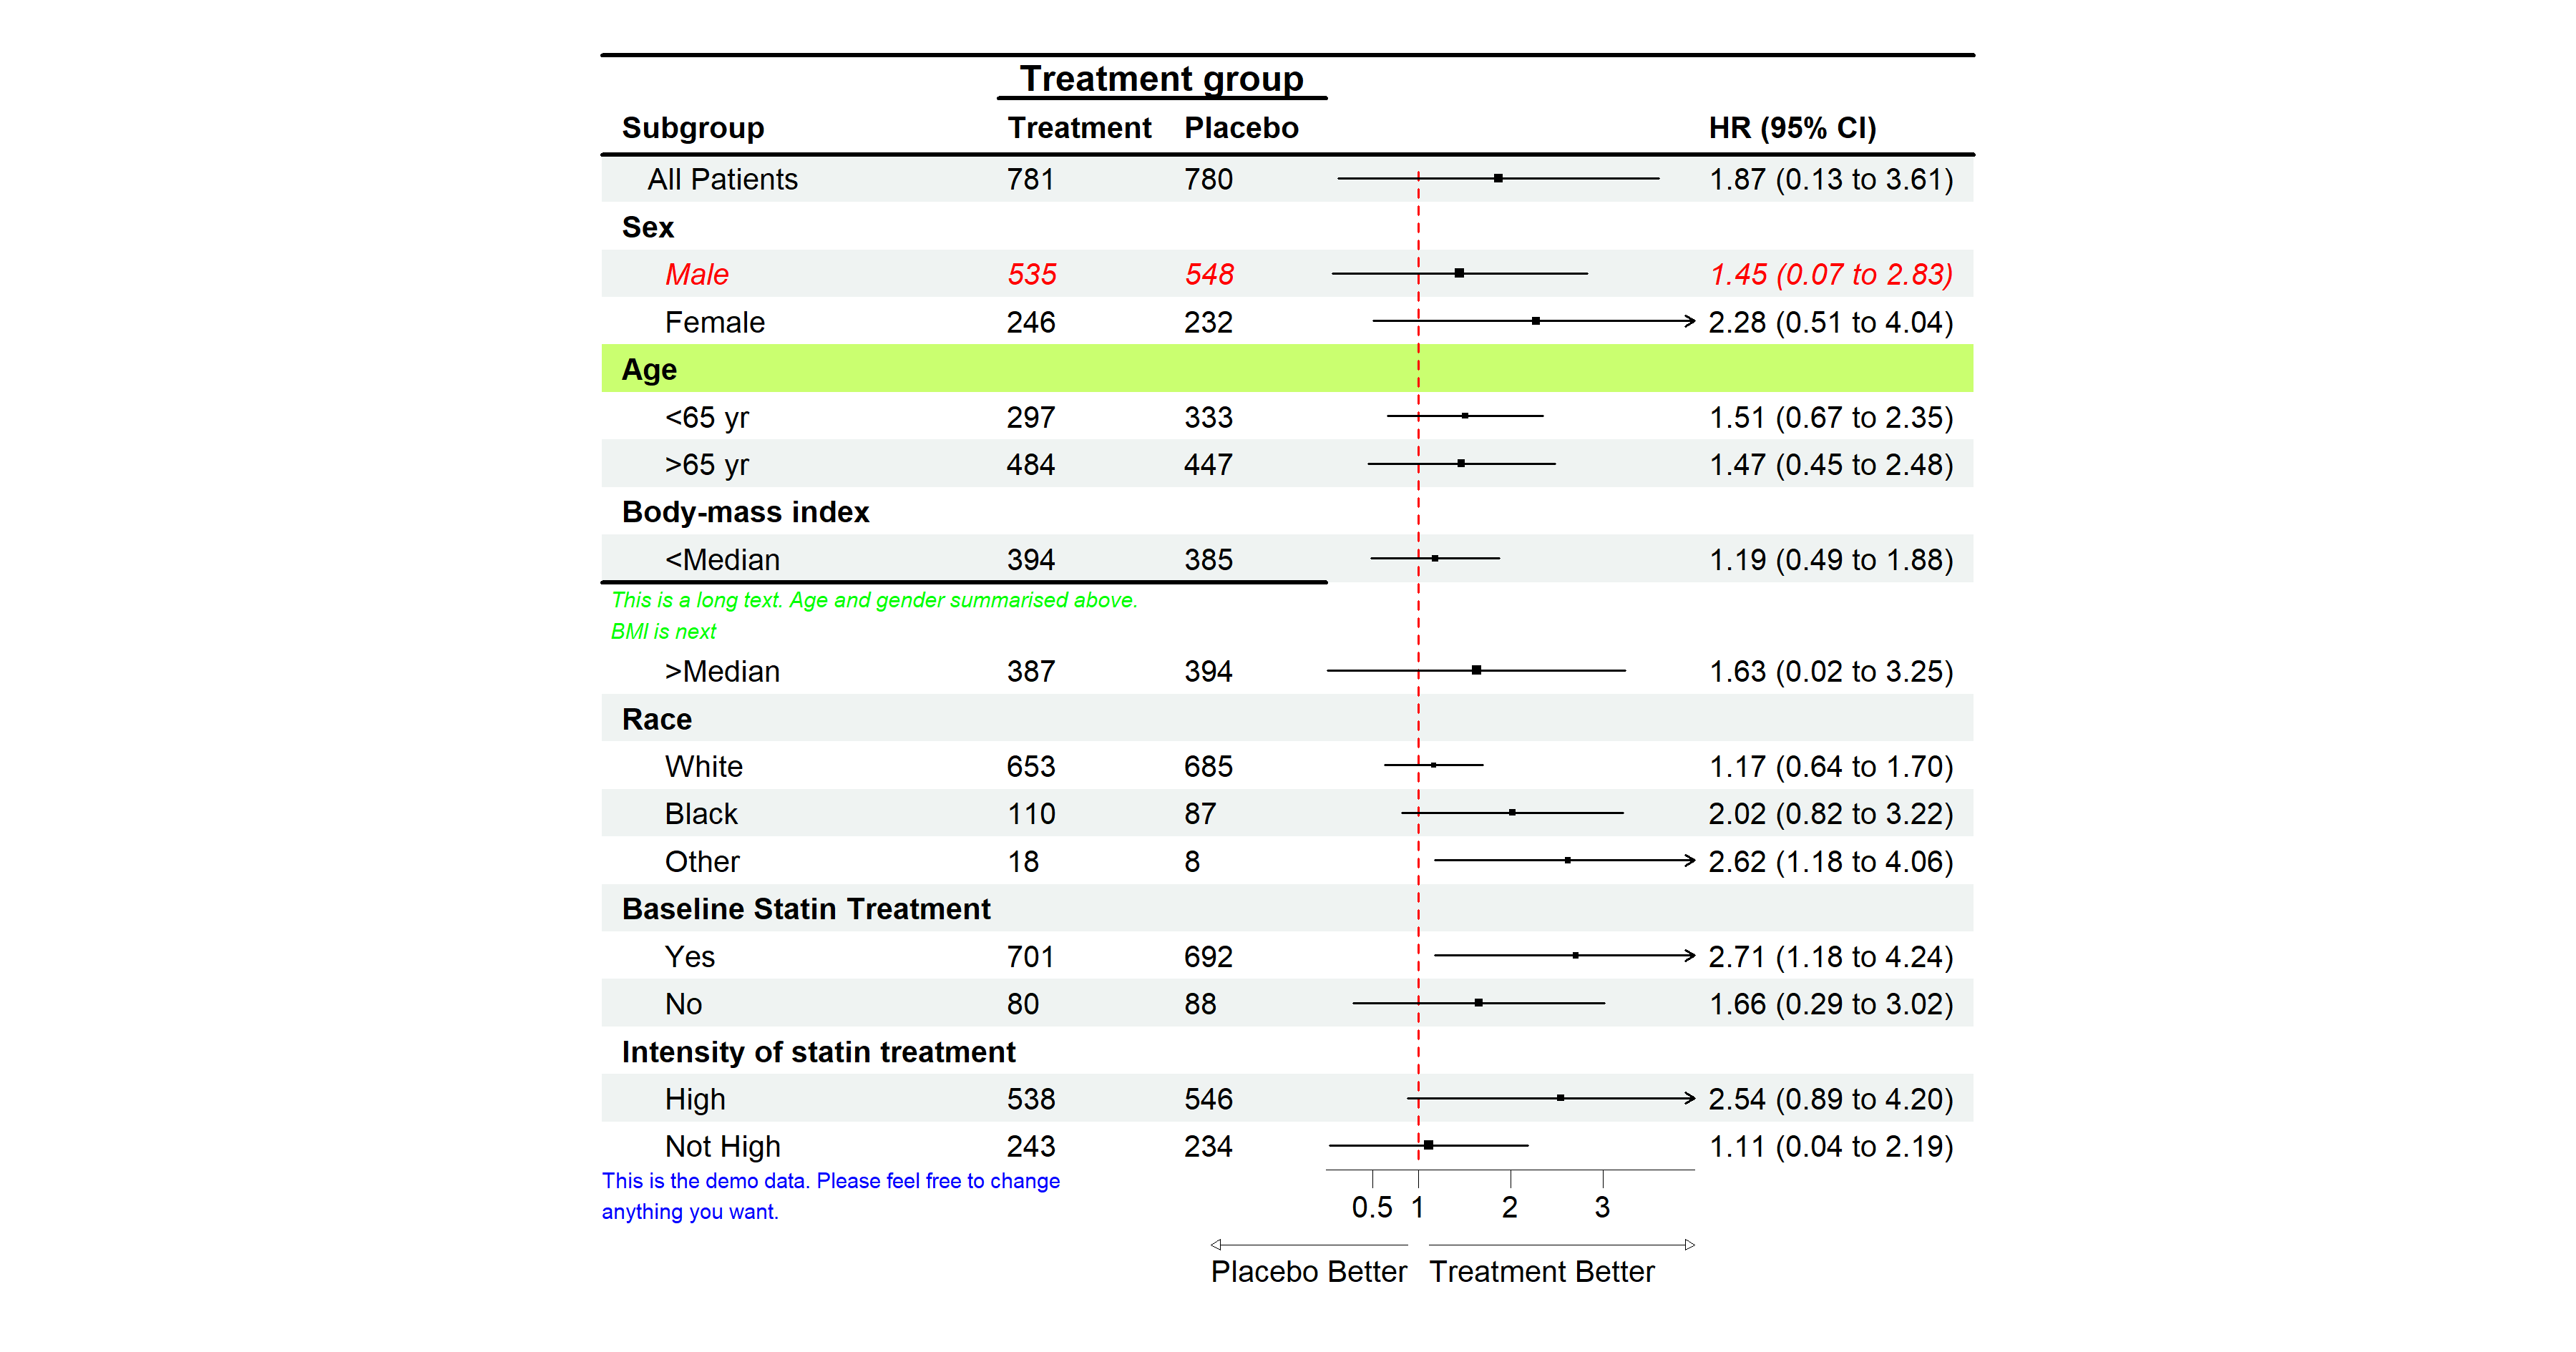 Treatment group
Subgroup Treatment Placebo HR (95% CI)
All Patients 781 780 1.87 (0.13 to 3.61)
Sex
Male 535 548 1.45 (0.07 to 2.83)
Female 246 232 2.28 (0.51 to 4.04)
Age
<65 yr 297 333 1.51 (0.67 to 2.35)
>65 yr 484 447 1.47 (0.45 to 2.48)
Body-mass index
<Median 394 385 1.19 (0.49 to 1.88)
This is a long text. Age and gender summarised above.
BMI is next
>Median 387 394 1.63 (0.02 to 3.25)
Race
White 653 685 1.17 (0.64 to 1.70)
Black 110 87 2.02 (0.82 to 3.22)
Other 18 8 2.62 (1.18 to 4.06)
Baseline Statin Treatment
Yes 701 692 2.71 (1.18 to 4.24)
No 80 88 1.66 (0.29 to 3.02)
Intensity of statin treatment
High 538 546 2.54 (0.89 to 4.20)
Not High 243 234 1.11 (0.04 to 2.19)
This is the demo data. Please feel free to change
anything you want.
0.5 1 2 3
Placebo Better Treatment Better